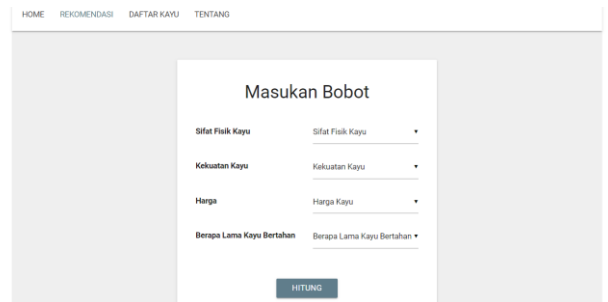 HOME REKOMENDASI DAFTAR KAYU TENTANG
Masukan Bobot
Sifat Fisik Kayu Sifat Fisik Kayu
Kekuatan Kayu Kekuatan Kayu
Harga Harga Kayu
Berapa Lama Kayu Bertahan Berapa Lama Kayu Bertahan
HITUNG